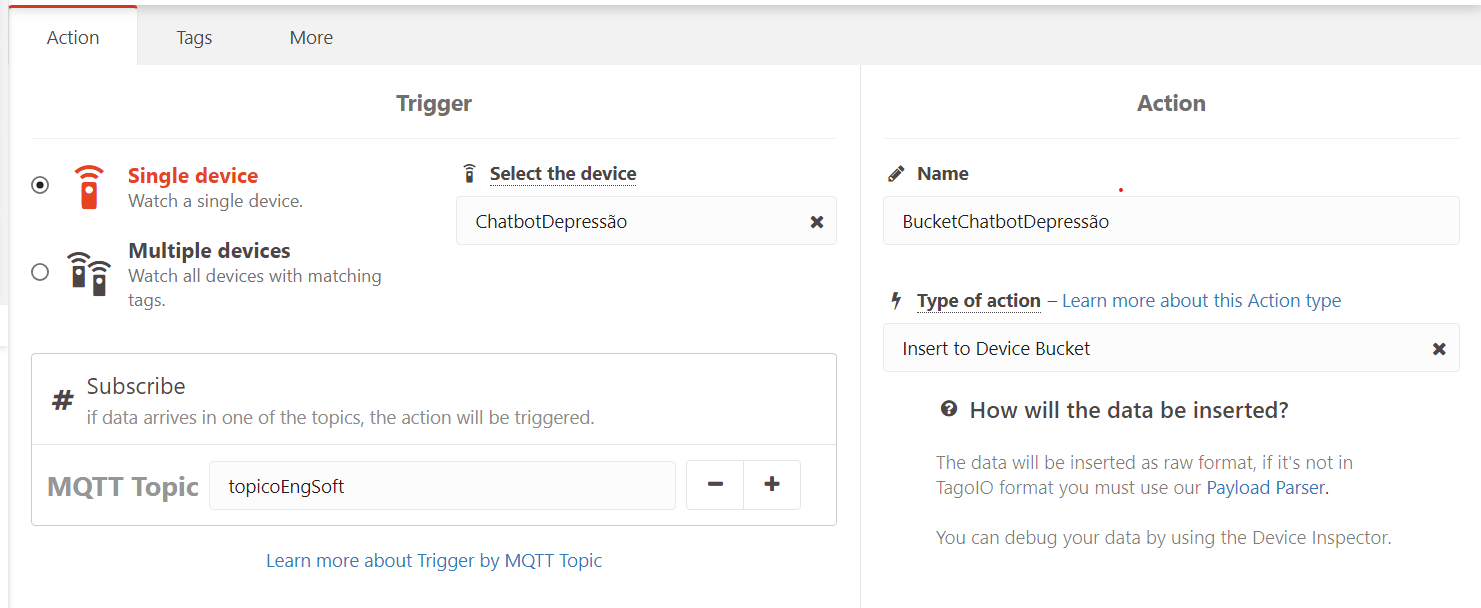 Action
Tags
More
Trigger
Single device
Watch a single device.
Multiple devices
Watch all devices with matching
tags.
Select the device
ChatbotDepressão
Subscribe
if data arrives in one of the topics, the action will be triggered.
MQTT Topic
topicoEngSoft
Learn more about Trigger by MQTT Topic
Action
Name
BucketChatbotDepressão
Type of action – Learn more about this Action type
Insert to Device Bucket
How will the data be inserted?
The data will be inserted as raw format, if it's not in
TagoIO format you must use our Payload Parser.
You can debug your data by using the Device Inspector.